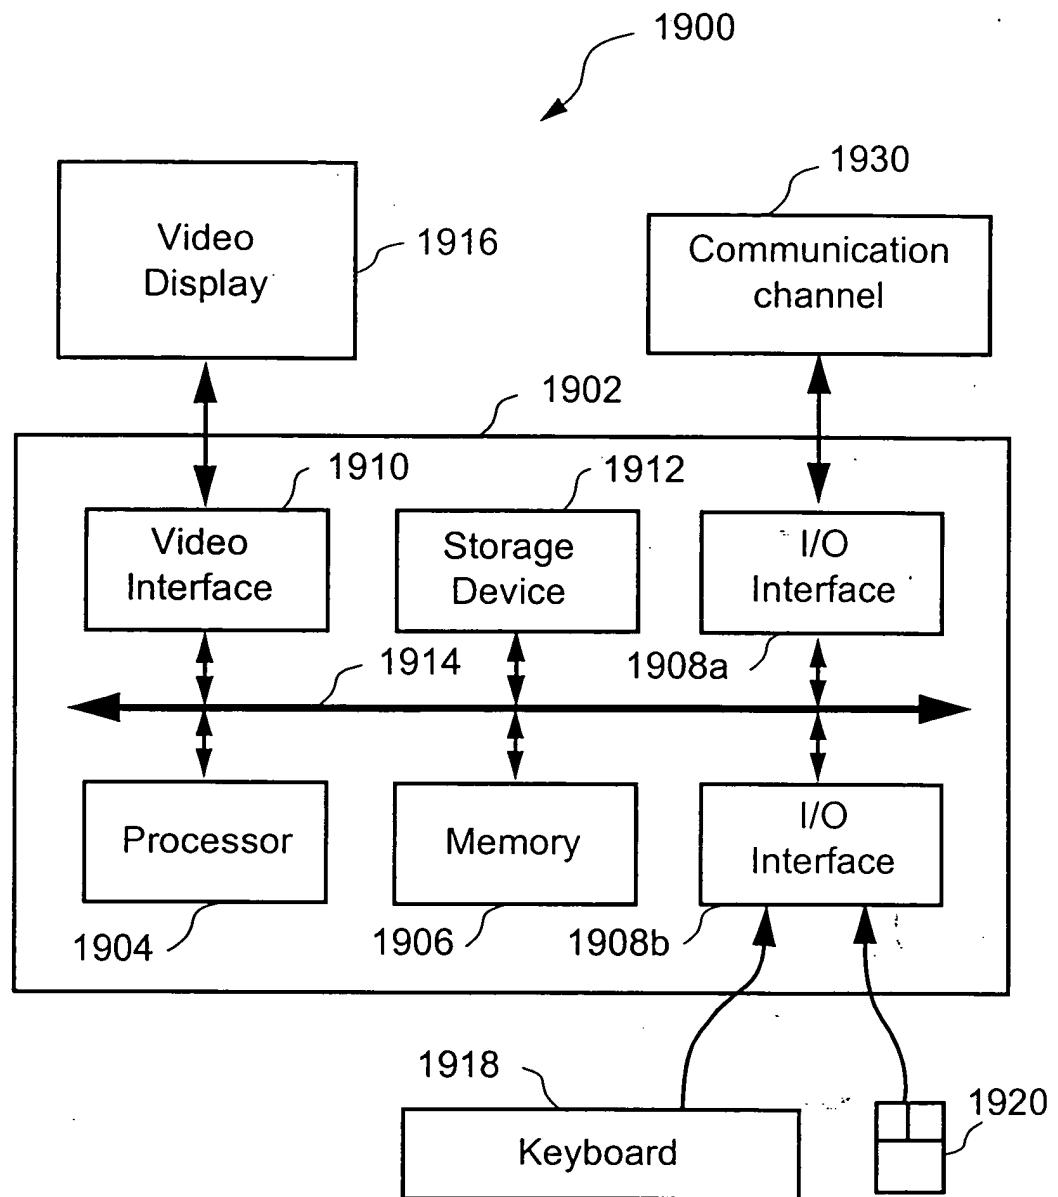 1900
1930
Video
Display
1916
Communication
channel
1902
1910
1912
Video
Interface
Storage
Device
I/O
Interface
1914
1908a
Processor
Memory
I/O
Interface
1904
1906
1908b
1918
Keyboard
1920